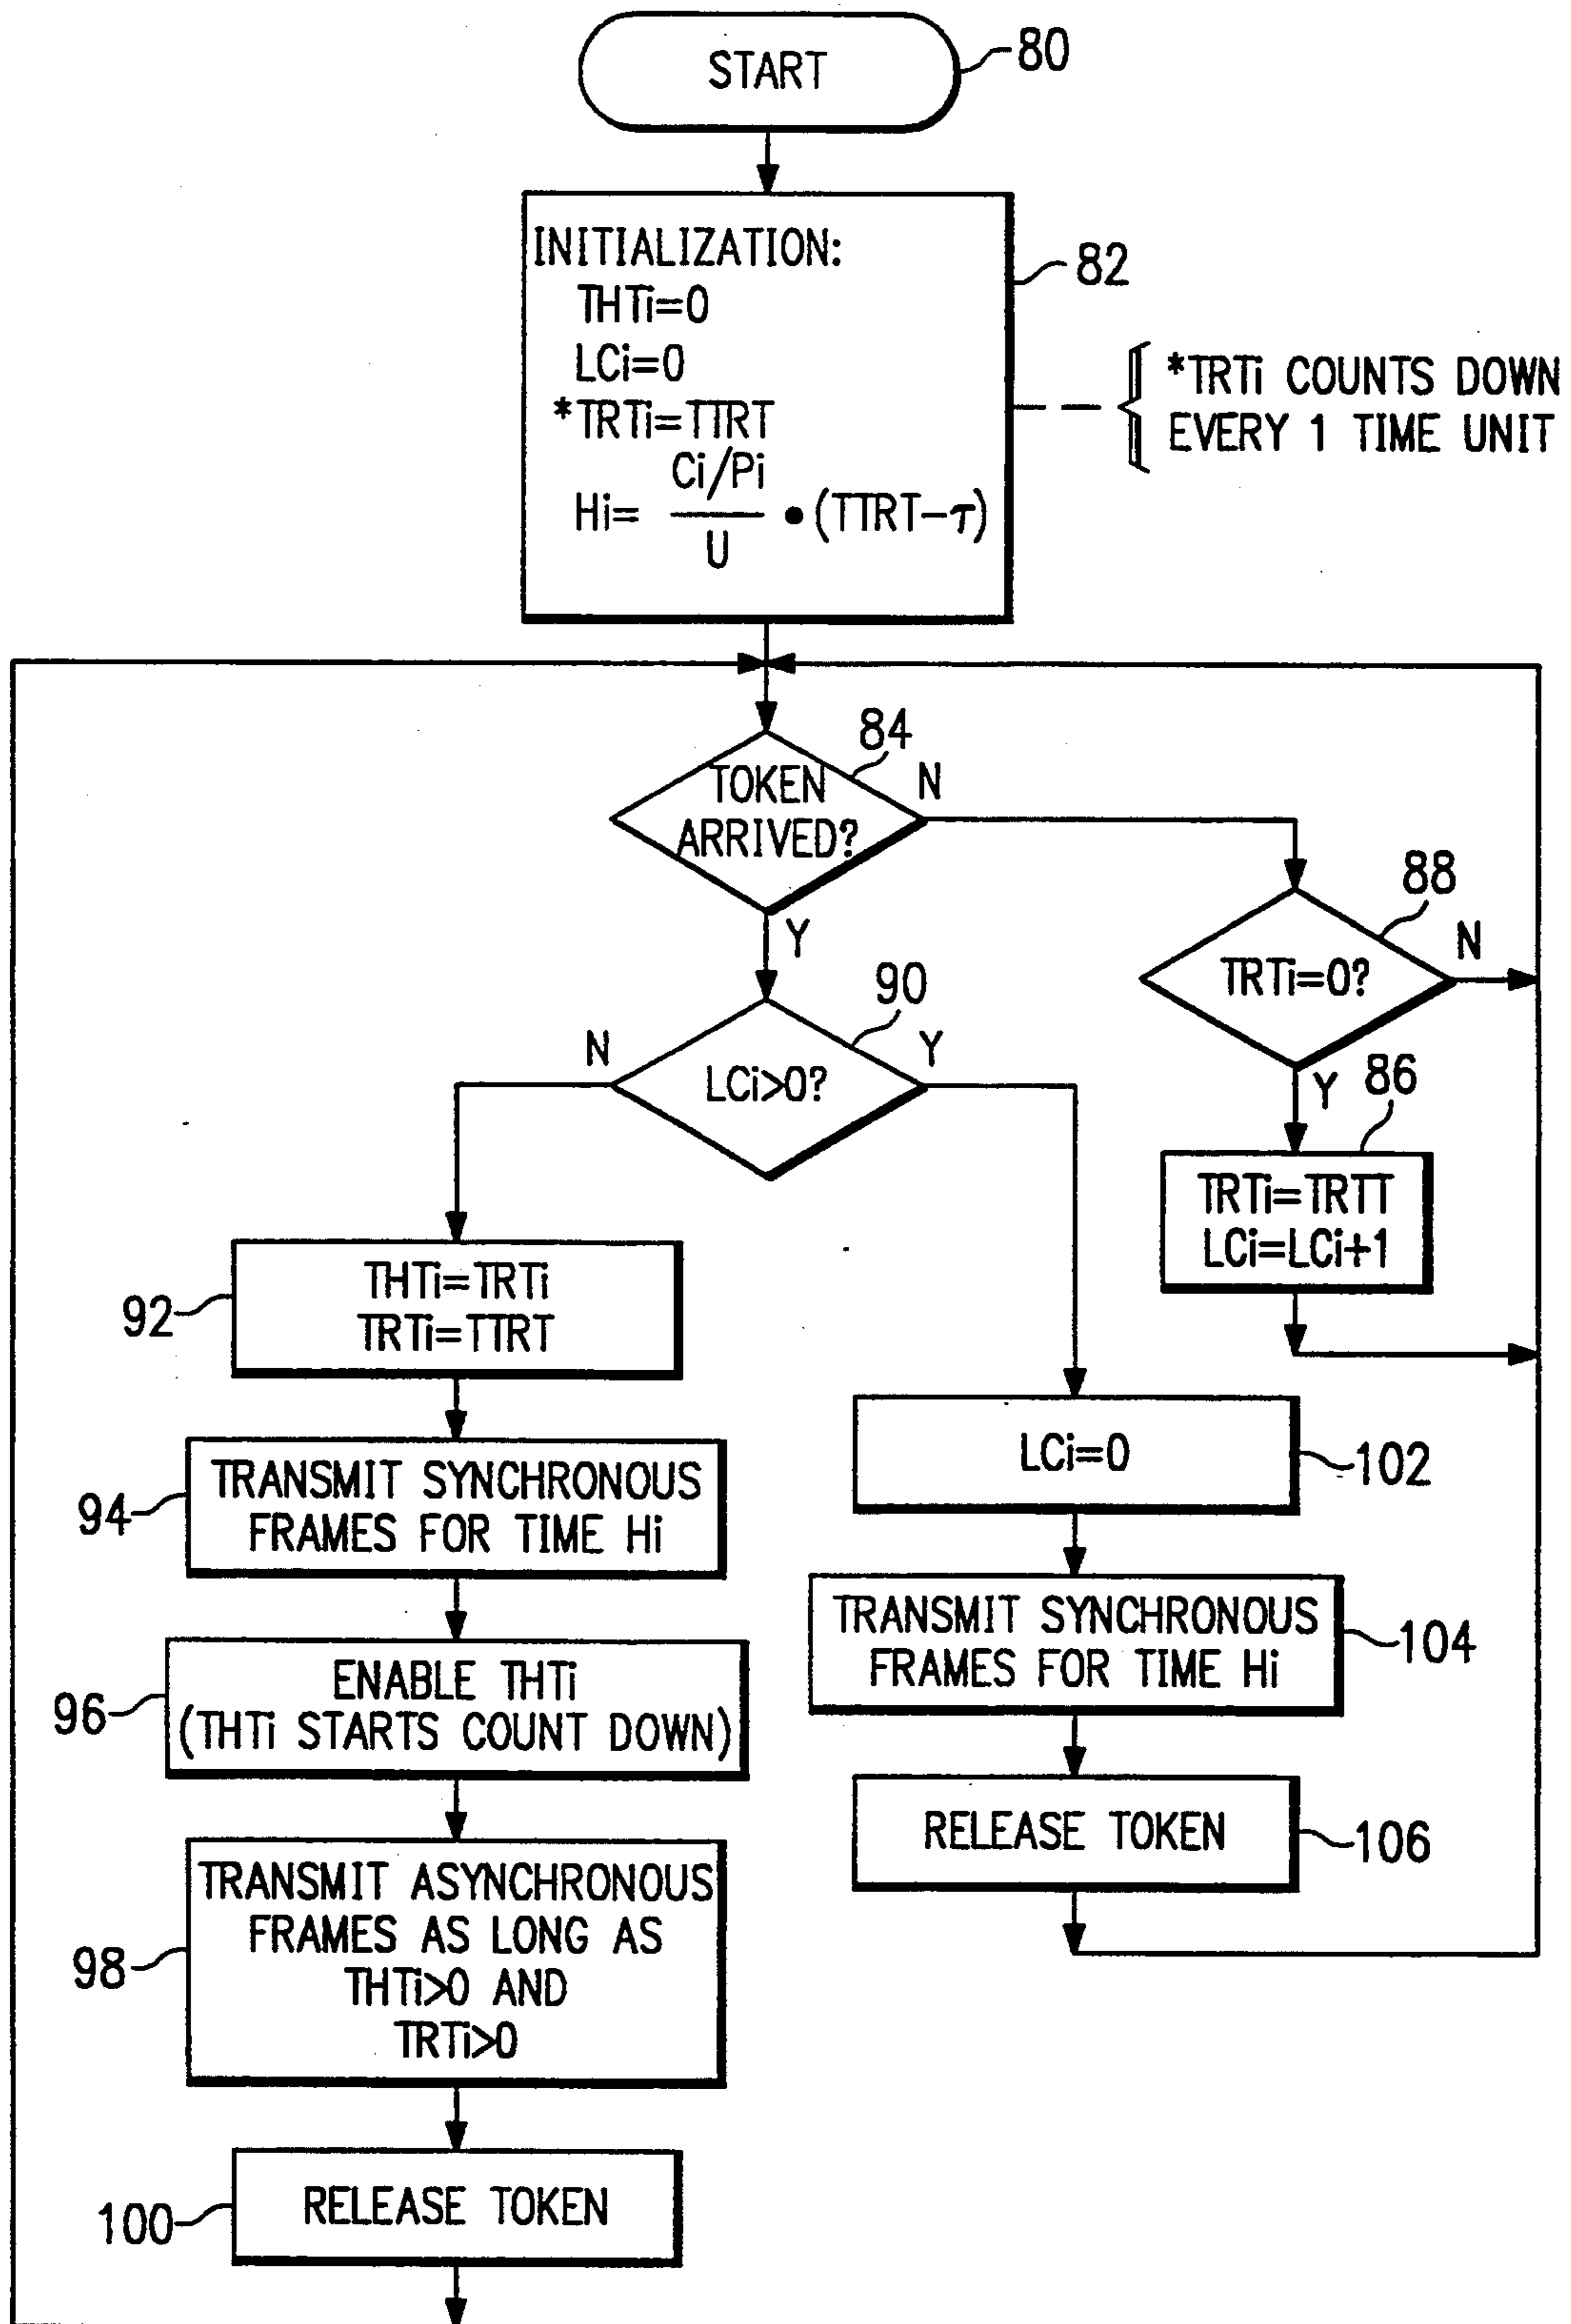 START
80
INITIALIZATION:
THTi=0
LCi=0
*TRTi=TTRT
Hi= Ci/Pi / U • (TTRT-τ)
82
*TRTi COUNTS DOWN
EVERY 1 TIME UNIT
84
TOKEN
ARRIVED?
N
Y
88
TRTi=0?
N
Y
86
TRTi=TRTT
LCi=LCi+1
90
LCi>0?
N
Y
92
THTi=TRTi
TRTi=TTRT
94
TRANSMIT SYNCHRONOUS
FRAMES FOR TIME Hi
96
ENABLE THTi
(THTi STARTS COUNT DOWN)
98
TRANSMIT ASYNCHRONOUS
FRAMES AS LONG AS
THTi>0 AND
TRTi>0
100
RELEASE TOKEN
LCi=0
102
TRANSMIT SYNCHRONOUS
FRAMES FOR TIME Hi
104
RELEASE TOKEN
106